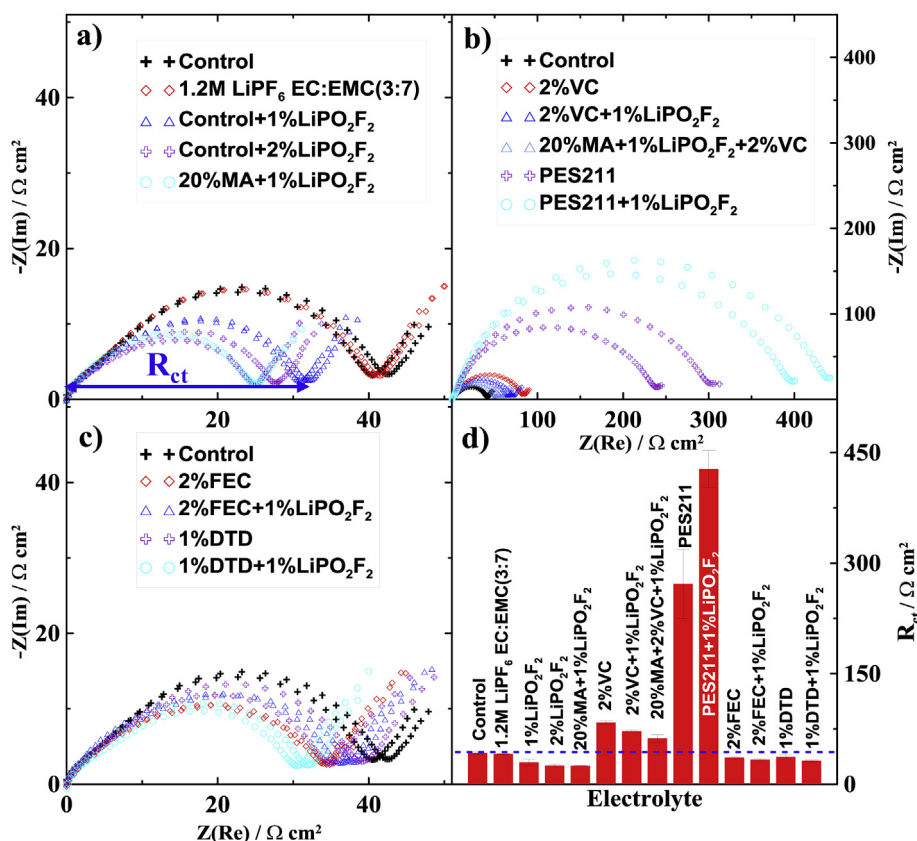 a)
Control
1.2M LiPF₆ EC:EMC(3:7)
Control+1%LiPO₂F₂
Control+2%LiPO₂F₂
20%MA+1%LiPO₂F₂
R_ct
40
20
0
0
20
40
-Z(Im) / Ω cm²
b)
Control
2%VC
2%VC+1%LiPO₂F₂
20%MA+1%LiPO₂F₂+2%VC
PES211
PES211+1%LiPO₂F₂
400
300
200
100
0
100
200
300
400
Z(Re) / Ω cm²
-Z(Im) / Ω cm²
c)
Control
2%FEC
2%FEC+1%LiPO₂F₂
1%DTD
1%DTD+1%LiPO₂F₂
40
20
0
0
20
40
Z(Re) / Ω cm²
-Z(Im) / Ω cm²
d)
Control
1.2M LiPF₆ EC:EMC(3:7)
1%LiPO₂F₂
2%LiPO₂F₂
20%MA+1%LiPO₂F₂
2%VC
2%VC+1%LiPO₂F₂
20%MA+2%VC+1%LiPO₂F₂
PES211
PES211+1%LiPO₂F₂
2%FEC
2%FEC+1%LiPO₂F₂
1%DTD
1%DTD+1%LiPO₂F₂
450
300
150
0
Electrolyte
R_ct / Ω cm²